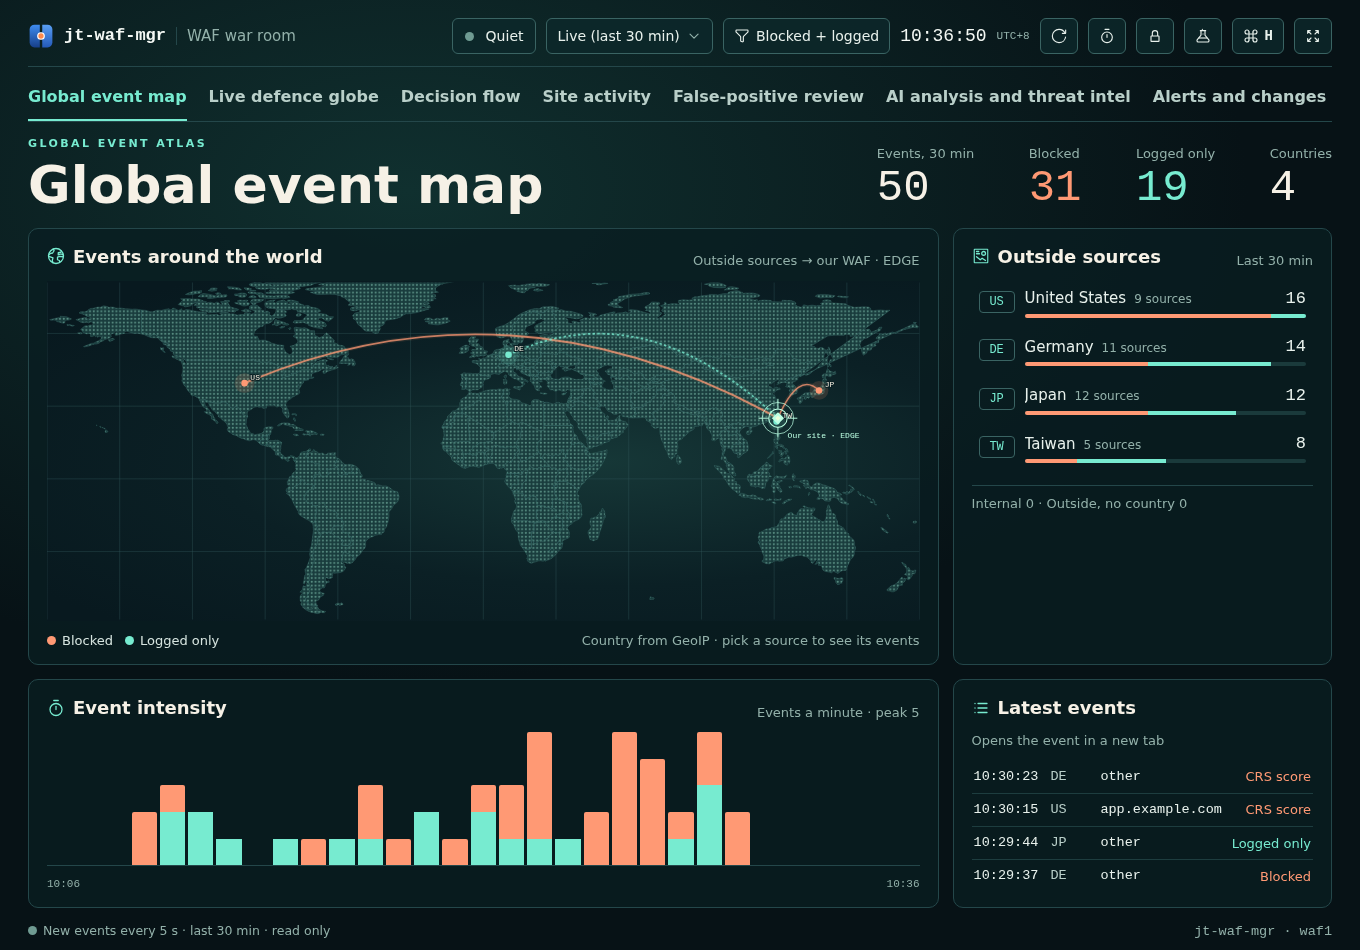 jt-waf-mgr
WAF war room
Quiet
Live (last 30 min)
Blocked + logged
10:36:50 UTC+8
⌘ H
Global event map
Live defence globe
Decision flow
Site activity
False-positive review
AI analysis and threat intel
Alerts and changes
GLOBAL EVENT ATLAS
Global event map
Events, 30 min
50
Blocked
31
Logged only
19
Countries
4
Events around the world
Outside sources → our WAF · EDGE
US
DE
JP
Our site · EDGE
Blocked
Logged only
Country from GeoIP · pick a source to see its events
Outside sources
Last 30 min
US United States 9 sources 16
DE Germany 11 sources 14
JP Japan 12 sources 12
TW Taiwan 5 sources 8
Internal 0 · Outside, no country 0
Event intensity
Events a minute · peak 5
10:06
10:36
Latest events
Opens the event in a new tab
10:30:23 DE other CRS score
10:30:15 US app.example.com CRS score
10:29:44 JP other Logged only
10:29:37 DE other Blocked
New events every 5 s · last 30 min · read only
jt-waf-mgr · waf1